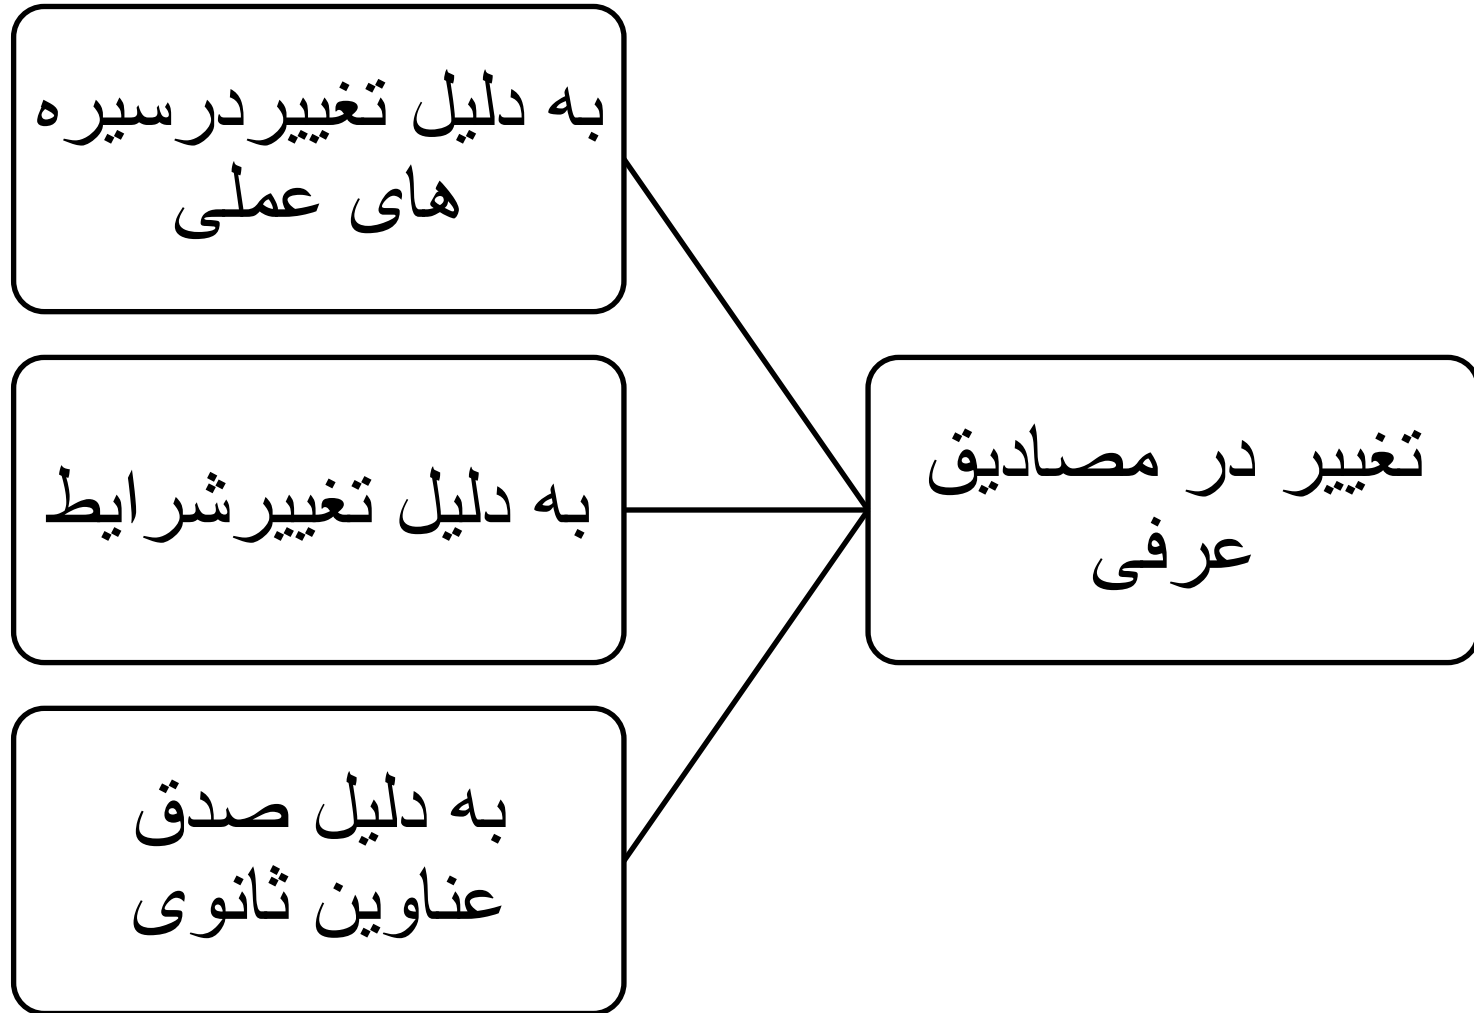 تغییر در مصادیق
عرفی
به دلیل تغییردرسیره
های عملی
به دلیل تغییرشرایط
به دلیل صدق
عناوین ثانوی